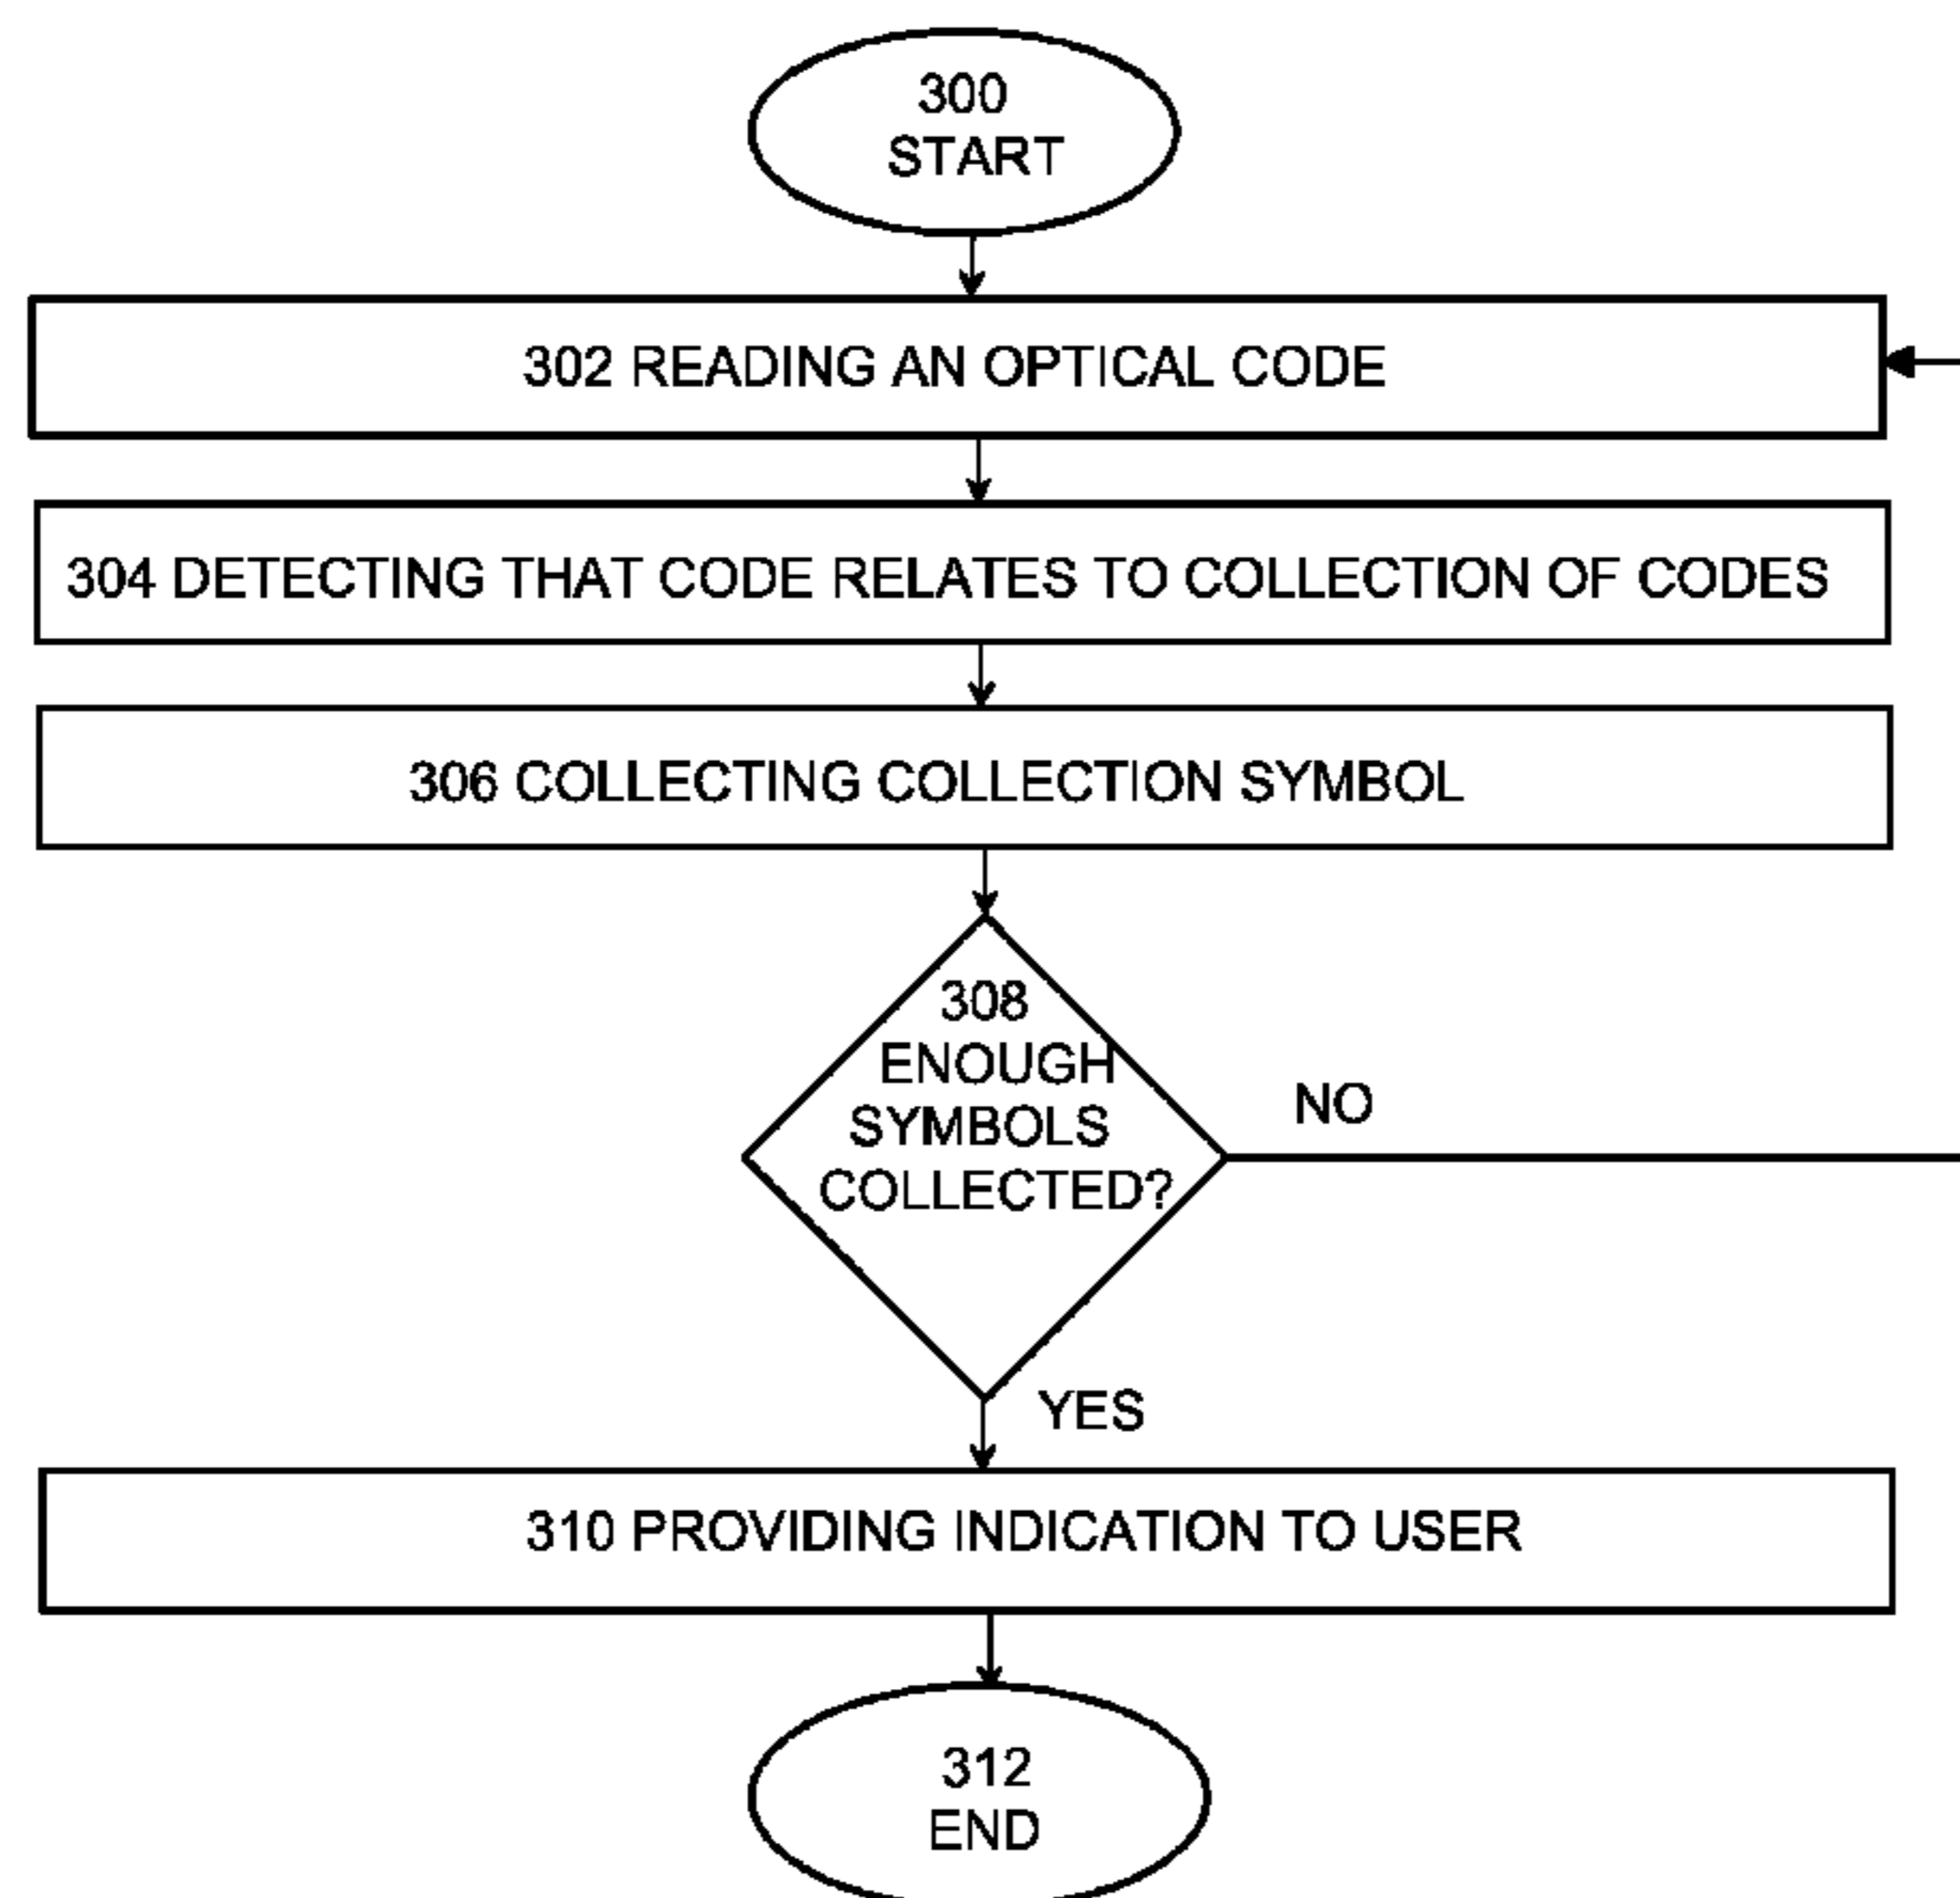 300
START
302 READING AN OPTICAL CODE
304 DETECTING THAT CODE RELATES TO COLLECTION OF CODES
306 COLLECTING COLLECTION SYMBOL
308
ENOUGH
SYMBOLS
COLLECTED?
NO
YES
310 PROVIDING INDICATION TO USER
312
END